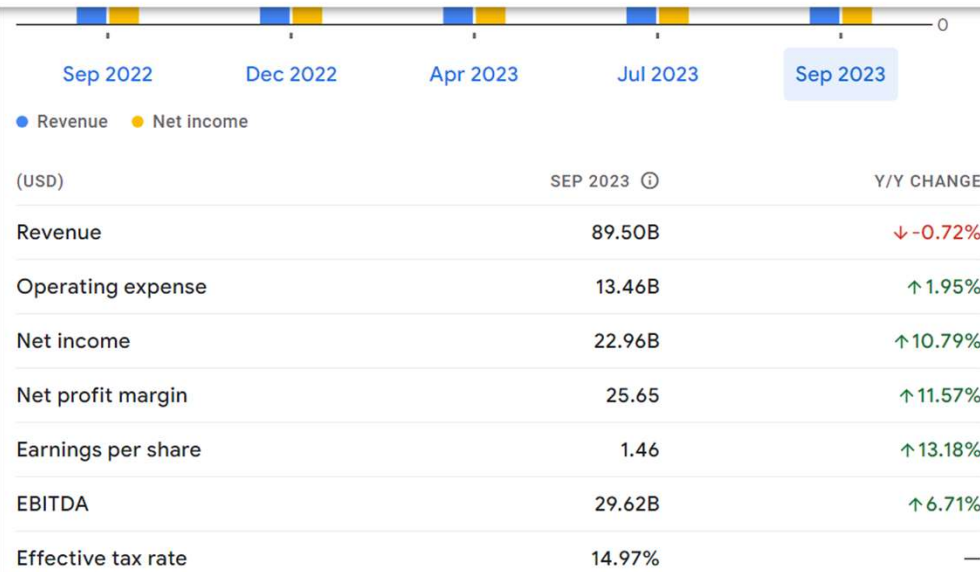 0
Sep 2022 Dec 2022 Apr 2023 Jul 2023 Sep 2023
Revenue Net income
(USD) SEP 2023 Y/Y CHANGE
Revenue 89.50B ↓-0.72%
Operating expense 13.46B ↑1.95%
Net income 22.96B ↑10.79%
Net profit margin 25.65 ↑11.57%
Earnings per share 1.46 ↑13.18%
EBITDA 29.62B ↑6.71%
Effective tax rate 14.97% —